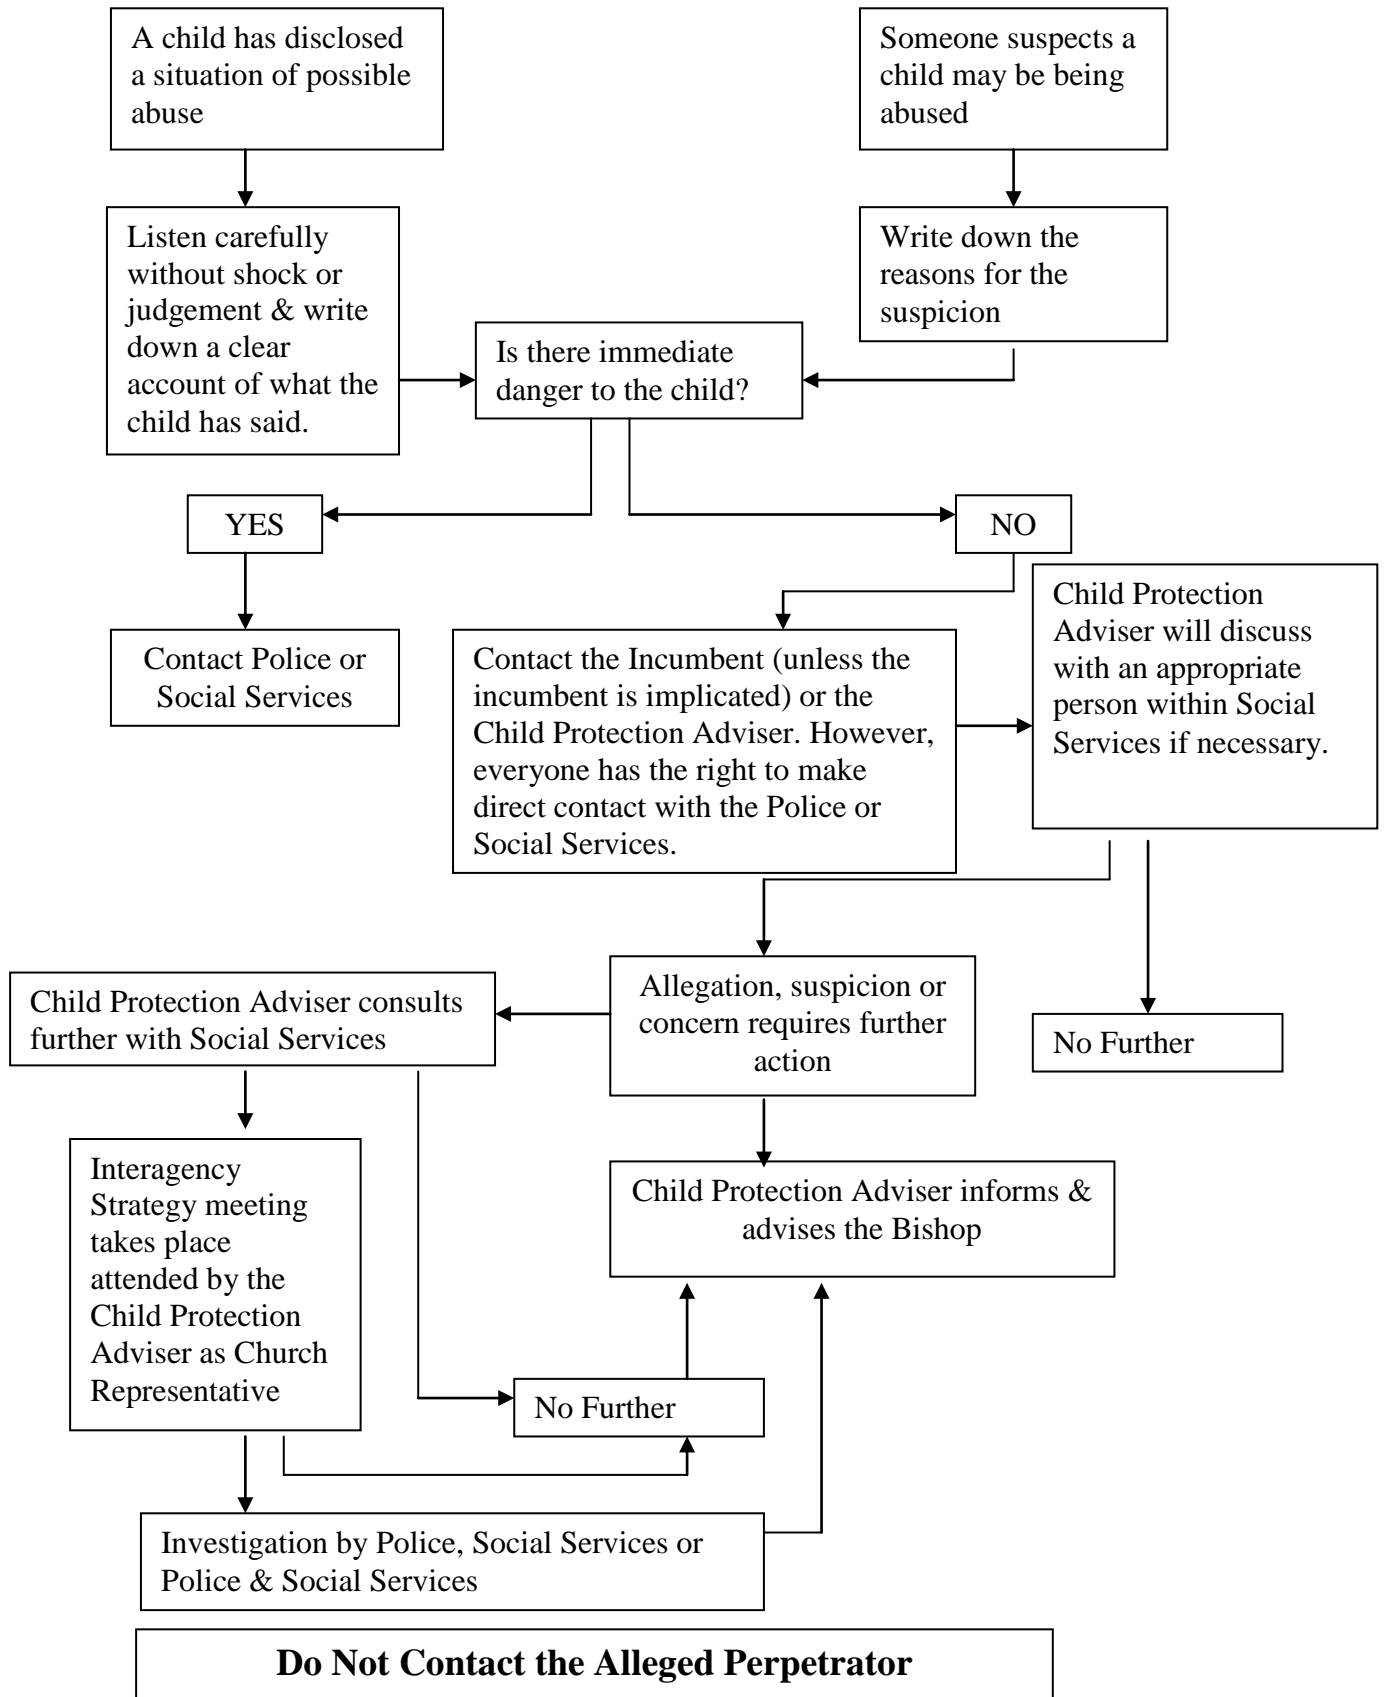 A child has disclosed
a situation of possible
abuse
Someone suspects a
child may be being
abused
Listen carefully
without shock or
judgement & write
down a clear
account of what the
child has said.
Write down the
reasons for the
suspicion
Is there immediate
danger to the child?
YES
NO
Contact Police or
Social Services
Contact the Incumbent (unless the
incumbent is implicated) or the
Child Protection Adviser. However,
everyone has the right to make
direct contact with the Police or
Social Services.
Child Protection
Adviser will discuss
with an appropriate
person within Social
Services if necessary.
Allegation, suspicion or
concern requires further
action
No Further
Child Protection Adviser consults
further with Social Services
Interagency
Strategy meeting
takes place
attended by the
Child Protection
Adviser as Church
Representative
Child Protection Adviser informs &
advises the Bishop
No Further
Investigation by Police, Social Services or
Police & Social Services
Do Not Contact the Alleged Perpetrator